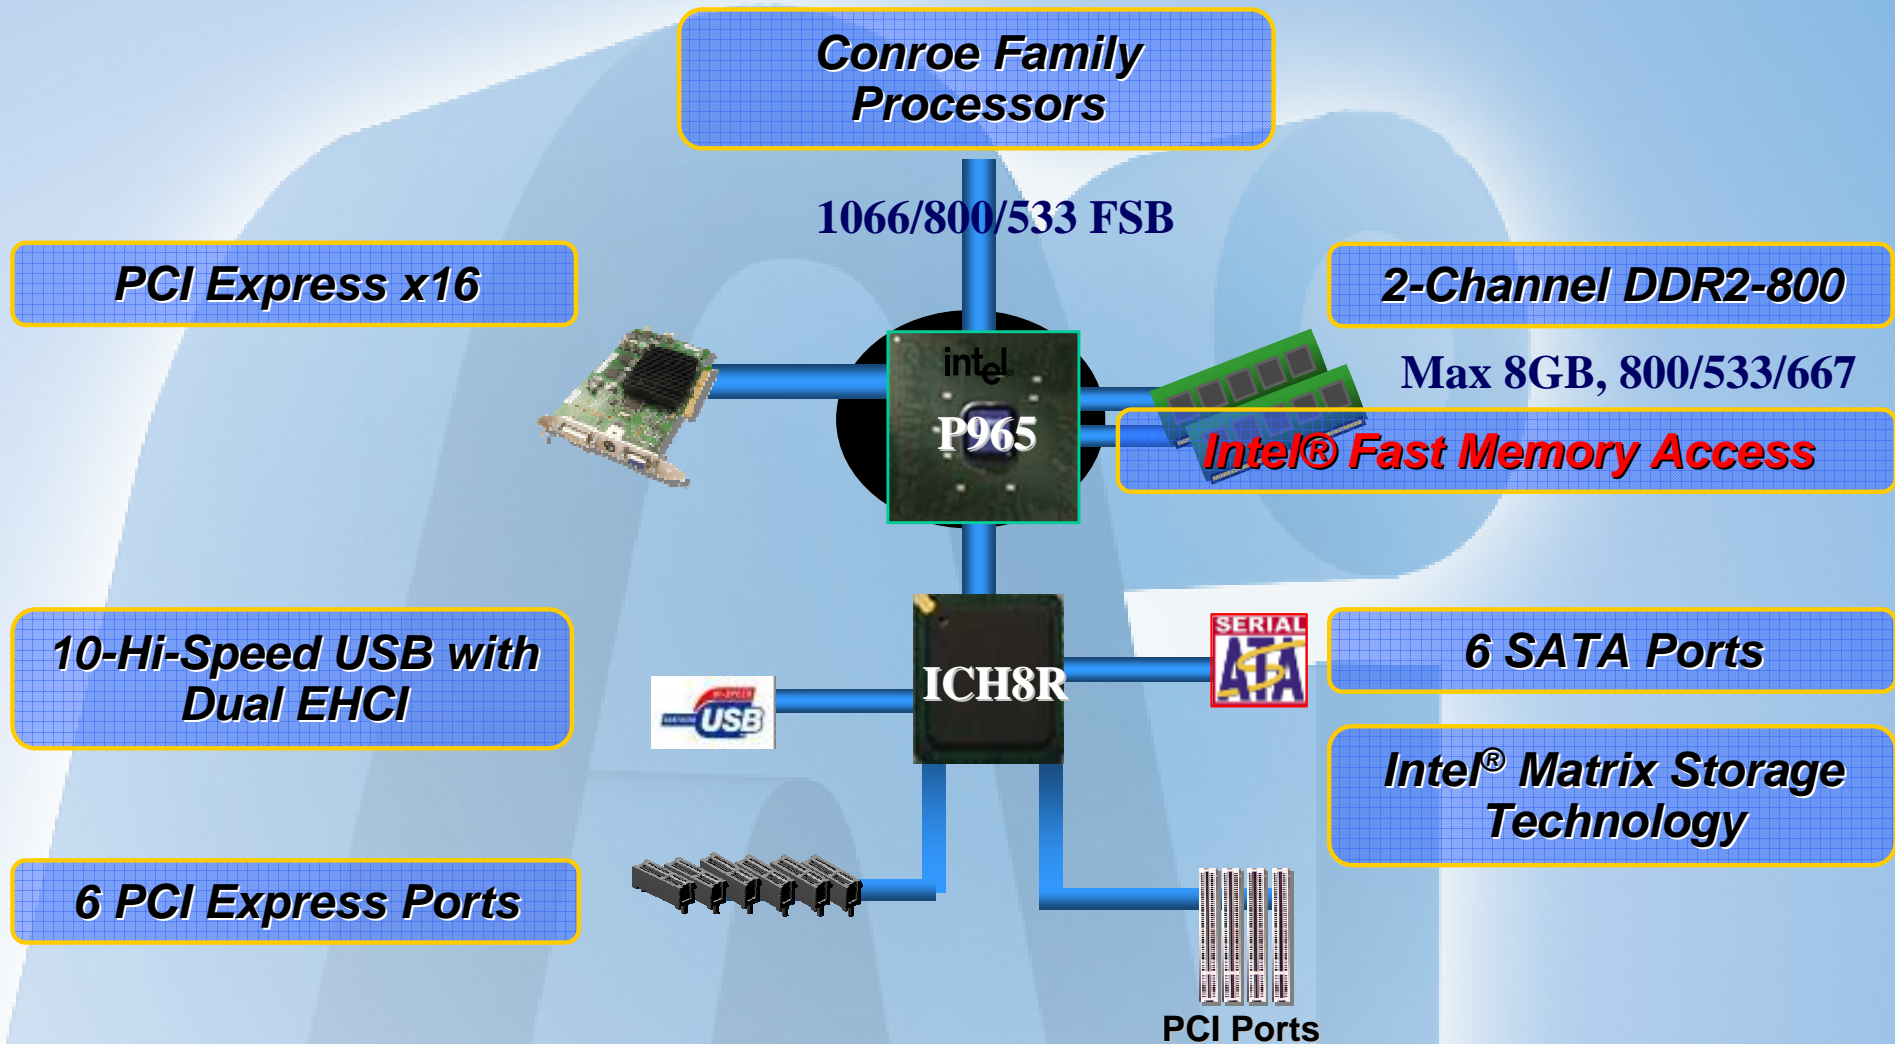 Conroe Family
Processors
1066/800/533 FSB
PCI Express x16
2-Channel DDR2-800
Max 8GB, 800/533/667
intel
P965
Intel® Fast Memory Access
10-Hi-Speed USB with
Dual EHCI
HI-SPEED
USB
ICH8R
SERIAL
ATA
6 SATA Ports
Intel® Matrix Storage
Technology
6 PCI Express Ports
PCI Ports